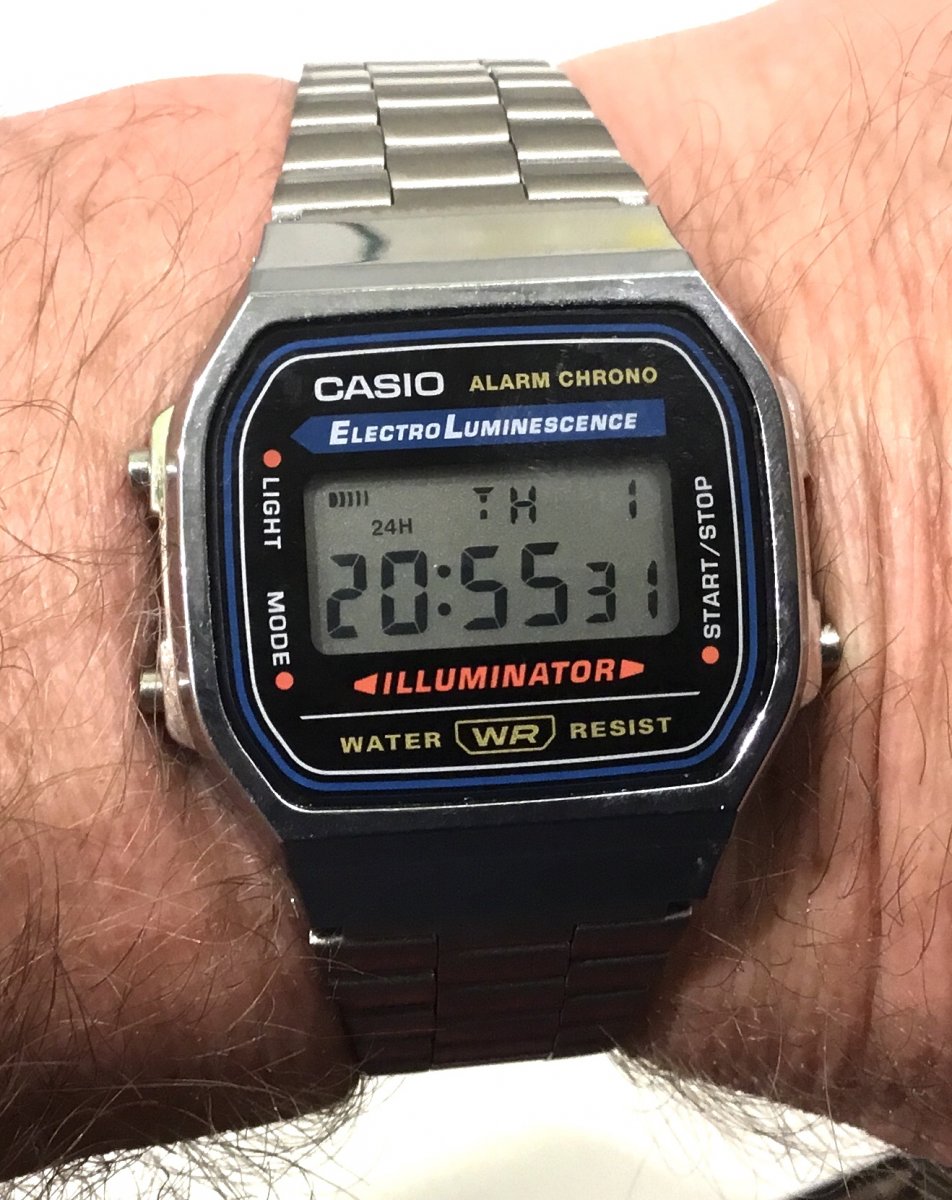 CASIO ALARM CHRONO
ELECTRO LUMINESCENCE
LIGHT
TH 1
24H
20:55 31
START/STOP
MODE
ILLUMINATOR
WATER WR RESIST